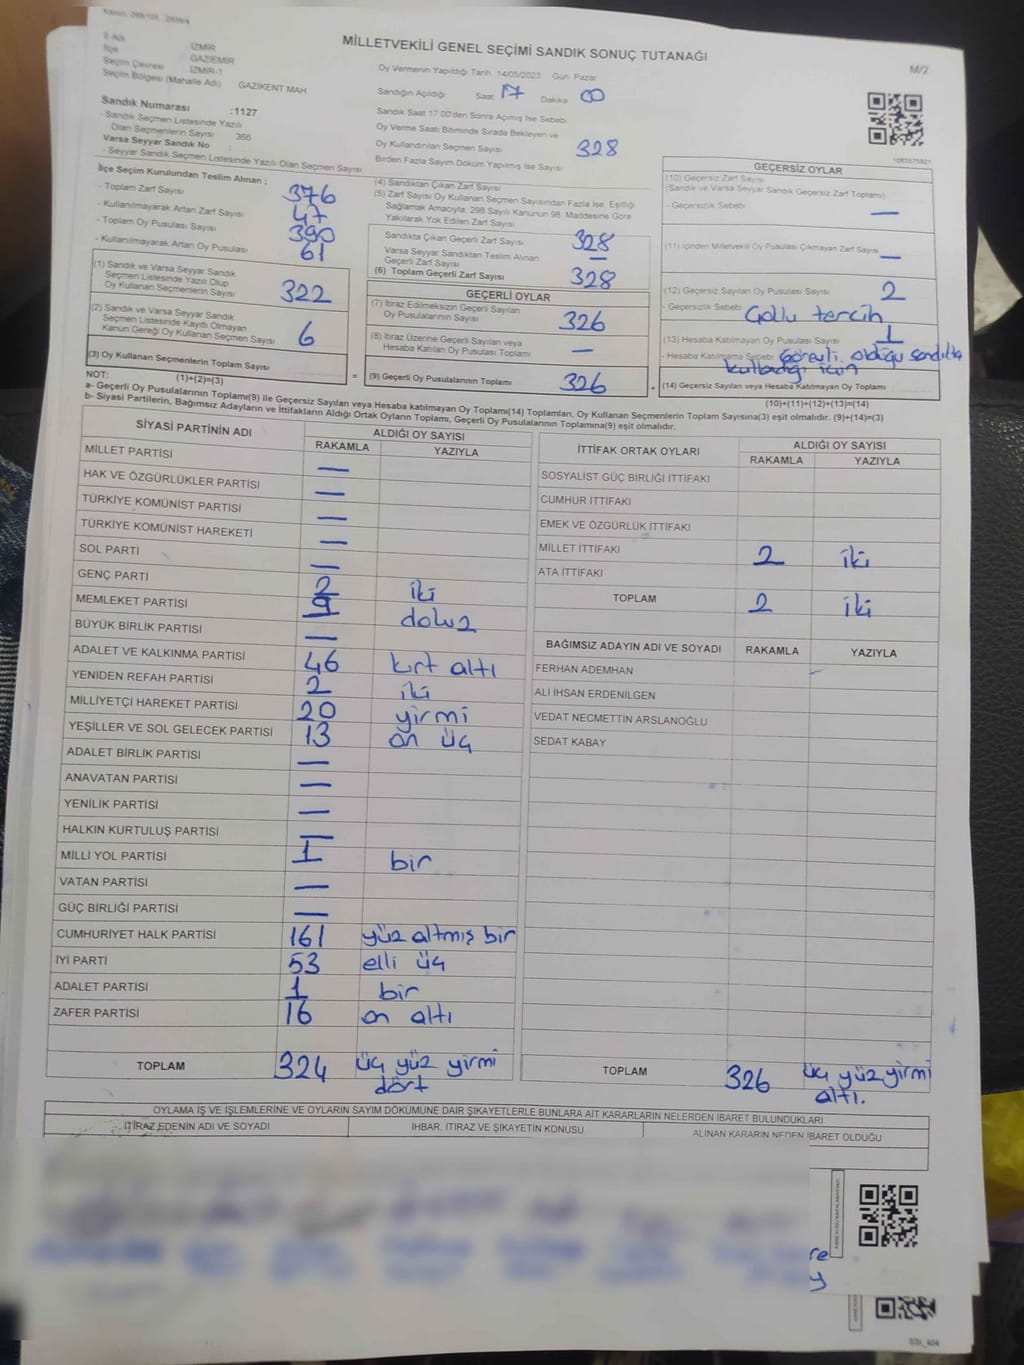 MİLLETVEKİLİ GENEL SEÇİMİ SANDIK SONUÇ TUTANAĞI
M/2
İli Adı İZMİR
İlçe GAZİEMİR
Seçim Çevresi İZMİR-1
Seçim Bölgesi (Mahalle Adı) GAZİKENT MAH
Oy Vermenin Yapıldığı Tarih 14/05/2023 Gün Pazar
Sandığın Açıldığı Saat 17 Dakika 00
Sandık Numarası :1127
- Sandık Seçmen Listesinde Yazılı
Olan Seçmenlerin Sayısı 366
Varsa Seyyar Sandık No :
- Seyyar Sandık Seçmen Listesinde Yazılı Olan Seçmen Sayısı
Sandık Saat 17.00'den Sonra Açılmış İse Sebebi
Oy Verme Saati Bitiminde Sırada Bekleyen ve
Oy Kullandırılan Seçmen Sayısı 328
Birden Fazla Sayım Döküm Yapılmış İse Sayısı
İlçe Seçim Kurulundan Teslim Alınan ;
- Toplam Zarf Sayısı 376
- Kullanılmayarak Artan Zarf Sayısı 47
- Toplam Oy Pusulası Sayısı 390
- Kullanılmayarak Artan Oy Pusulası 61
(1) Sandık ve Varsa Seyyar Sandık
Seçmen Listesinde Yazılı Olup
Oy Kullanan Seçmenlerin Sayısı 322
(2) Sandık ve Varsa Seyyar Sandık
Seçmen Listesinde Kayıtlı Olmayan
Kanun Gereği Oy Kullanan Seçmen Sayısı 6
(3) Oy Kullanan Seçmenlerin Toplam Sayısı
(1)+(2)=(3)
(4) Sandıktan Çıkan Zarf Sayısı
(5) Zarf Sayısı Oy Kullanan Seçmen Sayısından Fazla İse, Eşitliği
Sağlamak Amacıyla; 298 Sayılı Kanunun 98. Maddesine Göre
Yakılarak Yok Edilen Zarf Sayısı
Sandıkta Çıkan Geçerli Zarf Sayısı 328
Varsa Seyyar Sandıktan Teslim Alınan
Geçerli Zarf Sayısı —
(6) Toplam Geçerli Zarf Sayısı 328
GEÇERLİ OYLAR
(7) İtiraz Edilmeksizin Geçerli Sayılan
Oy Pusulalarının Sayısı 326
(8) İtiraz Üzerine Geçerli Sayılan veya
Hesaba Katılan Oy Pusulası Toplamı —
= (9) Geçerli Oy Pusulalarının Toplamı 326 +
1083575921
GEÇERSİZ OYLAR
(10) Geçersiz Zarf Sayısı
(Sandık ve Varsa Seyyar Sandık Geçersiz Zarf Toplamı)
- Geçersizlik Sebebi —
(11) İçinden Milletvekili Oy Pusulası Çıkmayan Zarf Sayısı —
(12) Geçersiz Sayılan Oy Pusulası Sayısı 2
- Geçersizlik Sebebi Çoklu tercih
(13) Hesaba Katılmayan Oy Pusulası Sayısı 1
- Hesaba Katılmama Sebebi Görevli olduğu sandıkta
kullandığı için
(14) Geçersiz Sayılan veya Hesaba Katılmayan Oy Toplamı
(10)+(11)+(12)+(13)=(14)
NOT:
a- Geçerli Oy Pusulalarının Toplamı(9) ile Geçersiz Sayılan veya Hesaba katılmayan Oy Toplamı(14) Toplamları, Oy Kullanan Seçmenlerin Toplam Sayısına(3) eşit olmalıdır. (9)+(14)=(3)
b- Siyasi Partilerin, Bağımsız Adayların ve İttifakların Aldığı Ortak Oyların Toplamı, Geçerli Oy Pusulalarının Toplamına(9) eşit olmalıdır.
SİYASİ PARTİNİN ADI ALDIĞI OY SAYISI
RAKAMLA YAZIYLA
MİLLET PARTİSİ —
HAK VE ÖZGÜRLÜKLER PARTİSİ —
TÜRKİYE KOMÜNİST PARTİSİ —
TÜRKİYE KOMÜNİST HAREKETİ —
SOL PARTİ —
GENÇ PARTİ 2 iki
MEMLEKET PARTİSİ 9 dokuz
BÜYÜK BİRLİK PARTİSİ —
ADALET VE KALKINMA PARTİSİ 46 kırk altı
YENİDEN REFAH PARTİSİ 2 iki
MİLLİYETÇİ HAREKET PARTİSİ 20 yirmi
YEŞİLLER VE SOL GELECEK PARTİSİ 13 on üç
ADALET BİRLİK PARTİSİ —
ANAVATAN PARTİSİ —
YENİLİK PARTİSİ —
HALKIN KURTULUŞ PARTİSİ —
MİLLİ YOL PARTİSİ 1 bir
VATAN PARTİSİ —
GÜÇ BİRLİĞİ PARTİSİ —
CUMHURİYET HALK PARTİSİ 161 yüz altmış bir
İYİ PARTİ 53 elli üç
ADALET PARTİSİ 1 bir
ZAFER PARTİSİ 16 on altı
TOPLAM 324 üç yüz yirmi
dört
İTTİFAK ORTAK OYLARI ALDIĞI OY SAYISI
RAKAMLA YAZIYLA
SOSYALİST GÜÇ BİRLİĞİ İTTİFAKI
CUMHUR İTTİFAKI
EMEK VE ÖZGÜRLÜK İTTİFAKI
MİLLET İTTİFAKI 2 iki
ATA İTTİFAKI
TOPLAM 2 iki
BAĞIMSIZ ADAYIN ADI VE SOYADI RAKAMLA YAZIYLA
FERHAN ADEMHAN
ALİ İHSAN ERDENİLGEN
VEDAT NECMETTİN ARSLANOĞLU
SEDAT KABAY
TOPLAM 326 üç yüz yirmi
altı.
OYLAMA İŞ VE İŞLEMLERİNE VE OYLARIN SAYIM DÖKÜMÜNE DAİR ŞİKAYETLERLE BUNLARA AİT KARARLARIN NELERDEN İBARET BULUNDUKLARI
İTİRAZ EDENİN ADI VE SOYADI İHBAR, İTİRAZ VE ŞİKAYETİN KONUSU ALINAN KARARIN NEDEN İBARET OLDUĞU